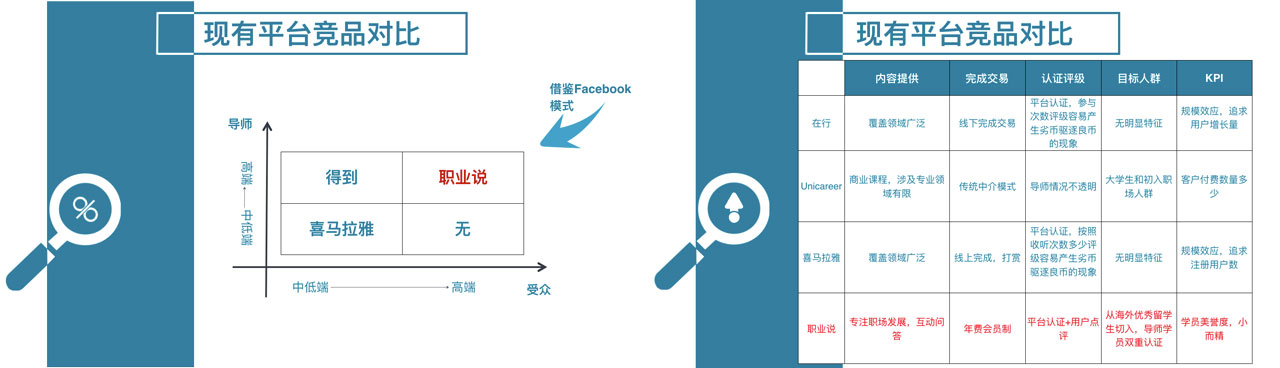 现有平台竞品对比
借鉴Facebook
模式
导师
高端
中低端
得到
职业说
喜马拉雅
无
中低端
高端
受众
现有平台竞品对比
内容提供
完成交易
认证评级
目标人群
KPI
在行
覆盖领域广泛
线下完成交易
平台认证，参与
次数评级容易产
生劣币驱逐良币
的现象
无明显特征
规模效应，追求
用户增长量
Unicareer
商业课程，涉及专业领
域有限
传统中介模式
导师情况不透明
大学生和初入职
场人群
客户付费数量多
少
喜马拉雅
覆盖领域广泛
线上完成，打赏
平台认证，按照
收听次数多少评
级容易产生劣币
驱逐良币的现象
无明显特征
规模效应，追求
注册用户数
职业说
专注职场发展，互动问
答
年费会员制
平台认证+用户点
评
从海外优秀留学
生切入，导师学
员双重认证
学员美誉度，小
而精